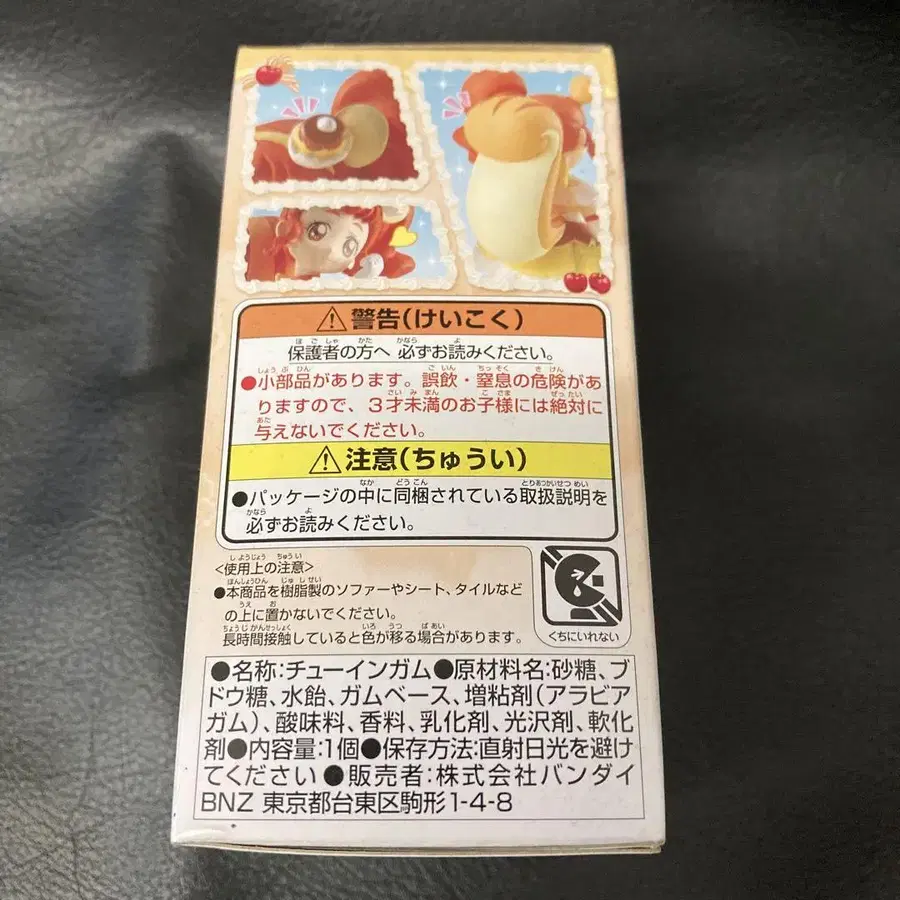 警告(けいこく)
保護者の方へ 必ずお読みください。
●小部品があります。誤飲・窒息の危険があ
りますので、3才未満のお子様には絶対に
与えないでください。
注意(ちゅうい)
●パッケージの中に同梱されている取扱説明を
必ずお読みください。
<使用上の注意>
●本商品を樹脂製のソファーやシート、タイルなど
の上に置かないでください。
長時間接触していると色が移る場合があります。
くちにいれない
●名称:チューインガム●原材料名:砂糖、ブ
ドウ糖、水飴、ガムベース、増粘剤(アラビア
ガム)、酸味料、香料、乳化剤、光沢剤、軟化
剤●内容量:1個●保存方法:直射日光を避け
てください ●販売者:株式会社バンダイ
BNZ 東京都台東区駒形1-4-8